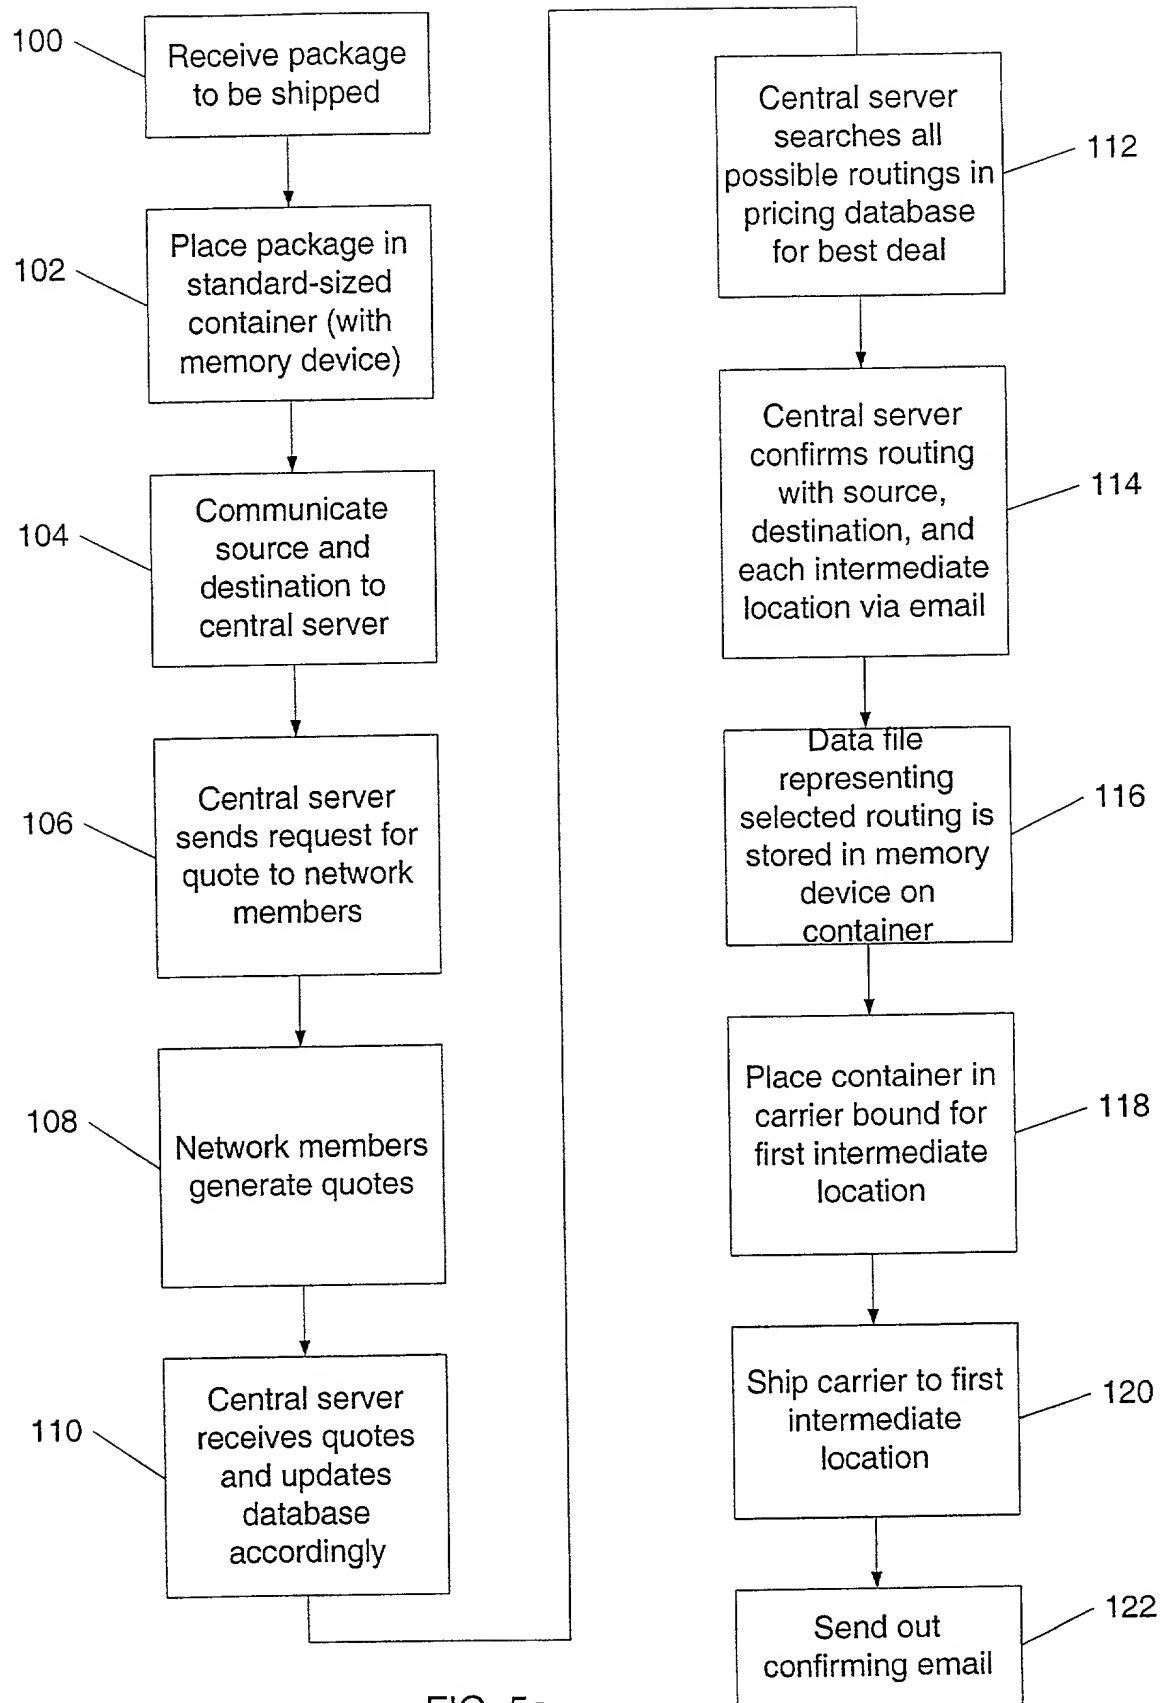 100
Receive package
to be shipped
102
Place package in
standard-sized
container (with
memory device)
104
Communicate
source and
destination to
central server
106
Central server
sends request for
quote to network
members
108
Network members
generate quotes
110
Central server
receives quotes
and updates
database
accordingly
112
Central server
searches all
possible routings in
pricing database
for best deal
114
Central server
confirms routing
with source,
destination, and
each intermediate
location via email
116
Data file
representing
selected routing is
stored in memory
device on
container
118
Place container in
carrier bound for
first intermediate
location
120
Ship carrier to first
intermediate
location
122
Send out
confirming email
FIG.